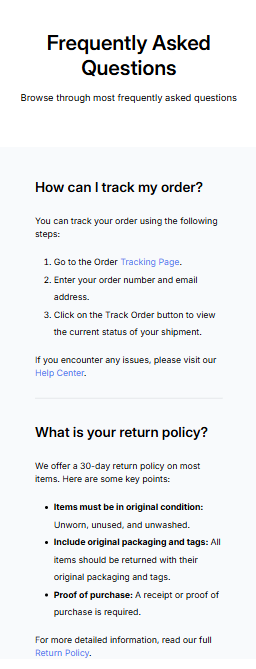 Frequently Asked
Questions
Browse through most frequently asked questions
How can I track my order?
You can track your order using the following
steps:
1. Go to the Order Tracking Page.
2. Enter your order number and email
address.
3. Click on the Track Order button to view
the current status of your shipment.
If you encounter any issues, please visit our
Help Center.
What is your return policy?
We offer a 30-day return policy on most
items. Here are some key points:
• Items must be in original condition:
Unworn, unused, and unwashed.
• Include original packaging and tags: All
items should be returned with their
original packaging and tags.
• Proof of purchase: A receipt or proof of
purchase is required.
For more detailed information, read our full
Return Policy.